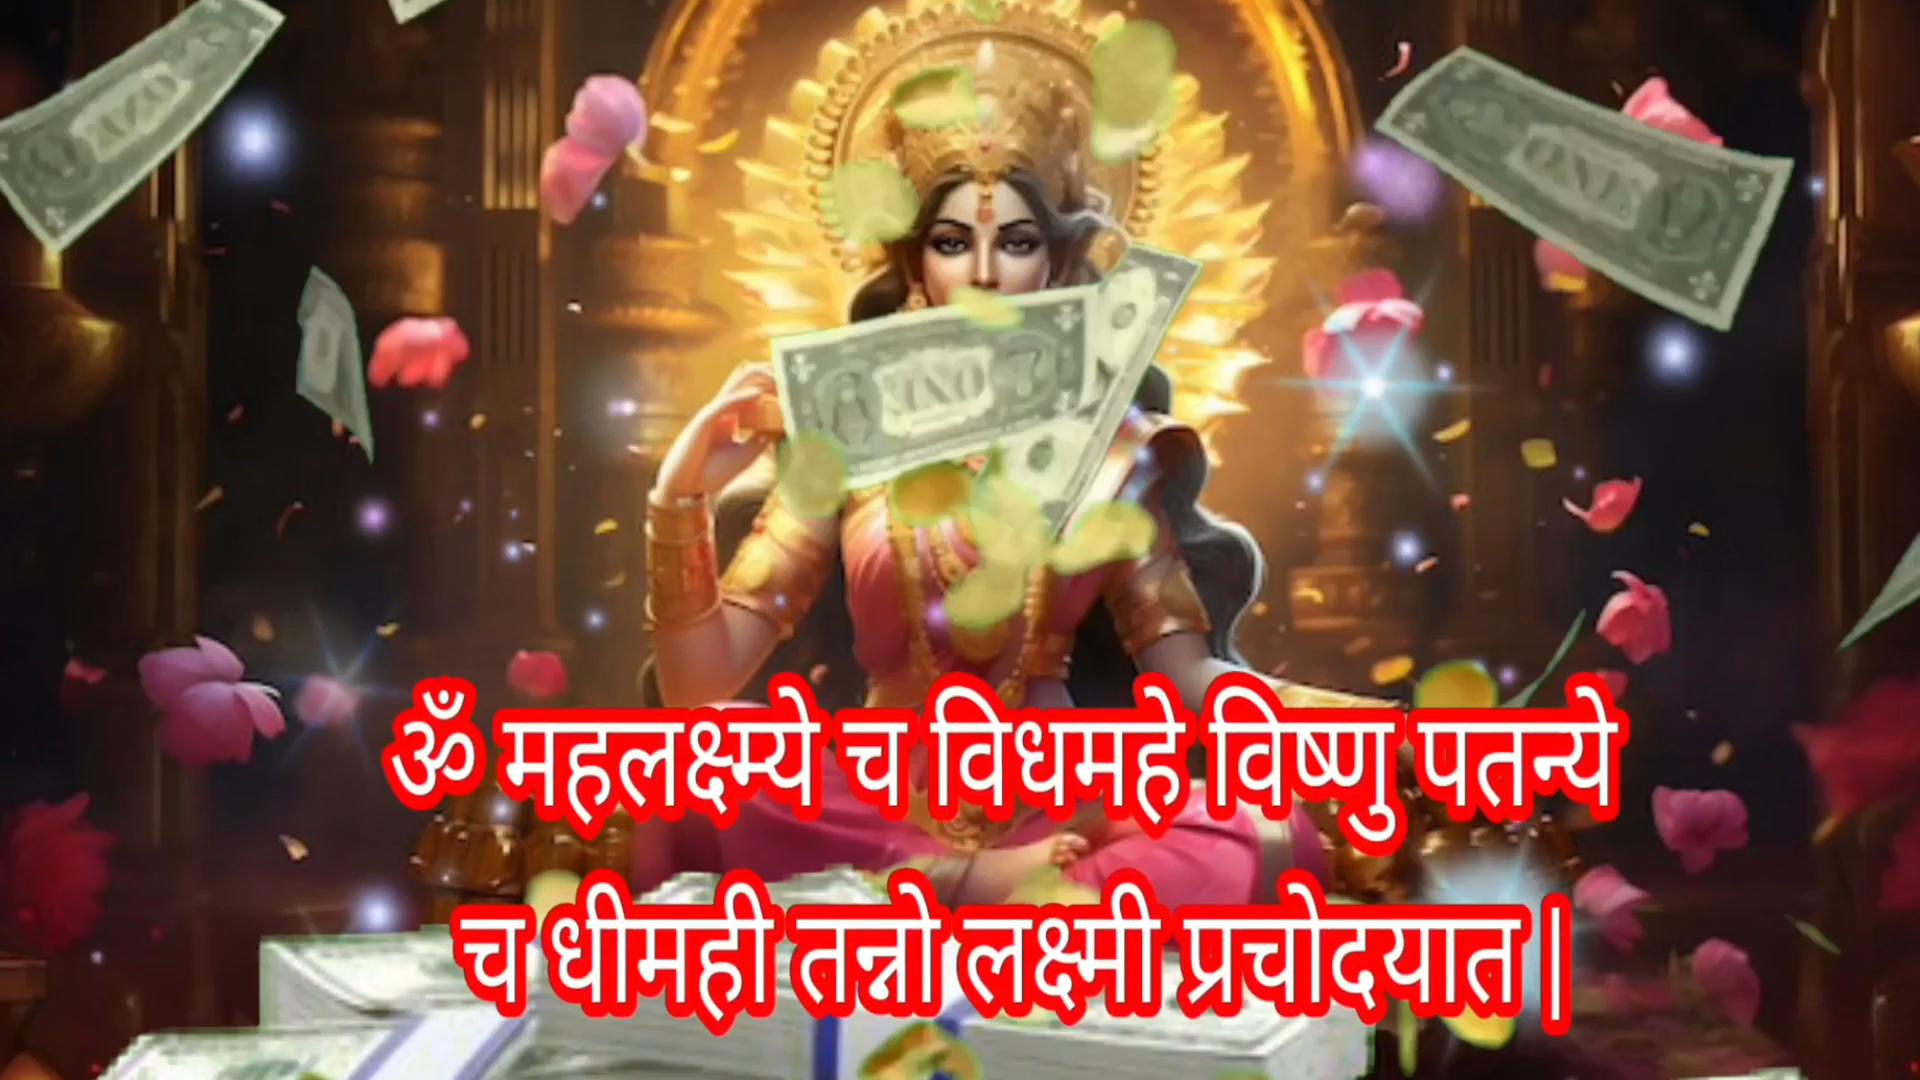 ॐ महलक्ष्म्ये च विधमहे विष्णु पतन्ये
च धीमही तन्नो लक्ष्मी प्रचोदयात |